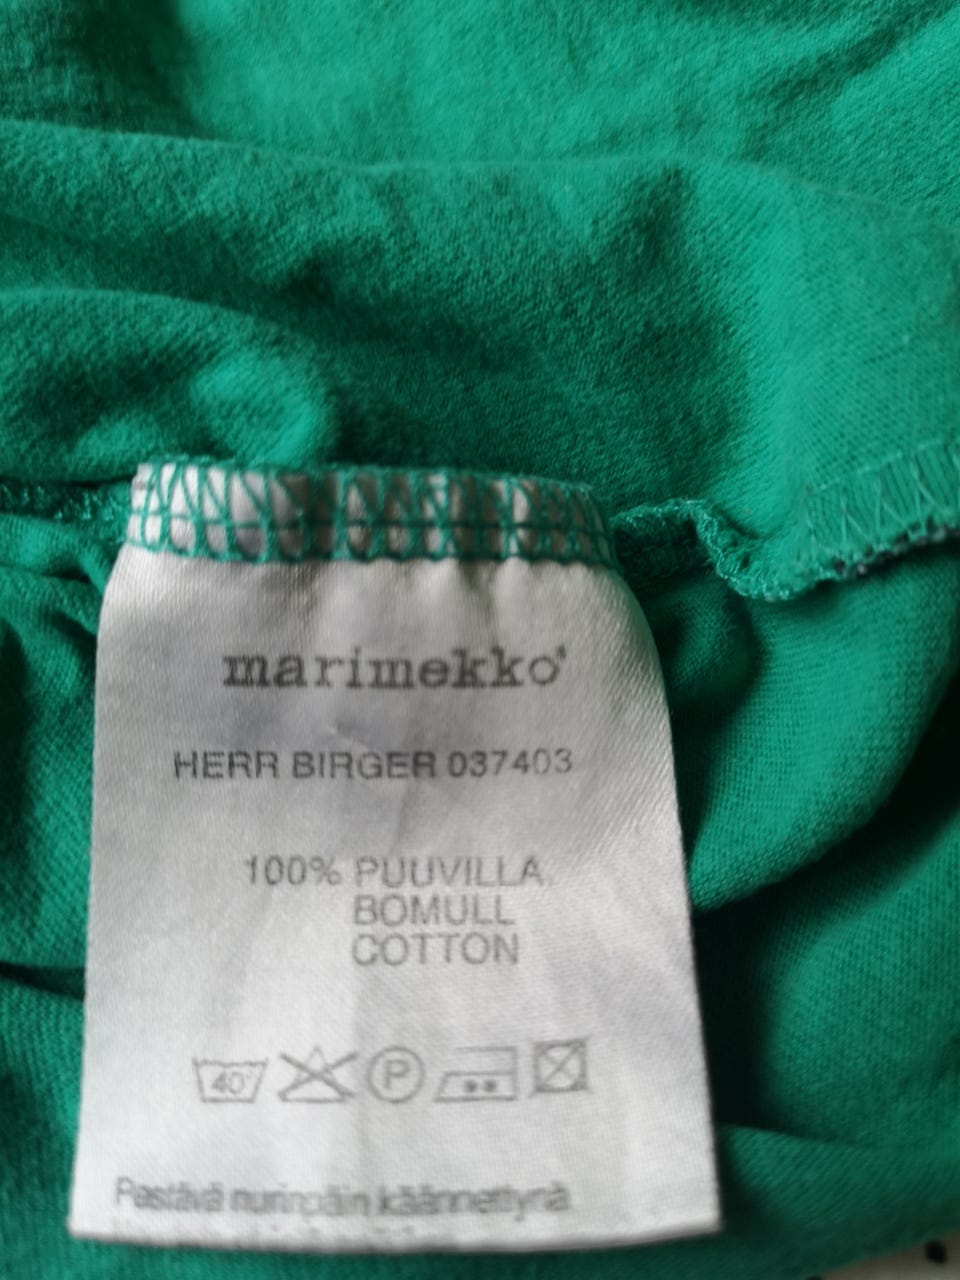 marimekko®
HERR BIRGER 037403
100% PUUVILLA,
BOMULL
COTTON
40°
P
Pestävä nurinpäin käännettynä